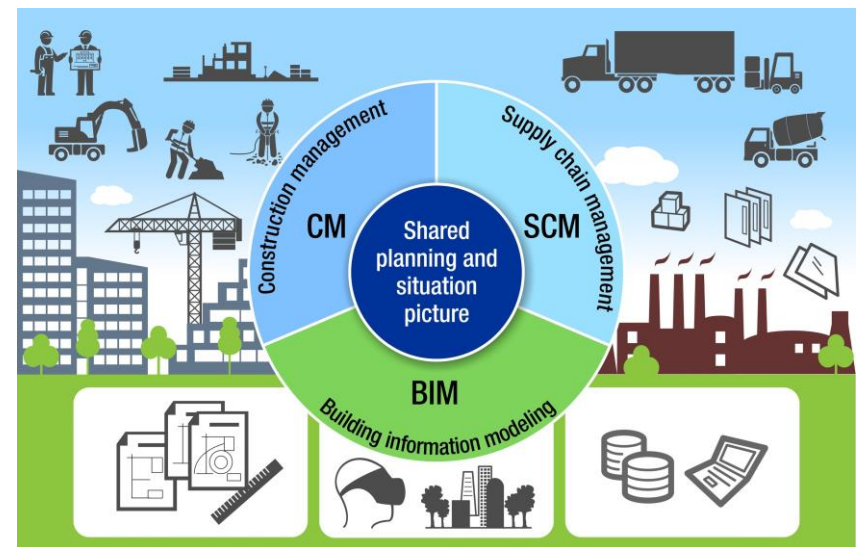 Construction management
CM
Supply chain management
SCM
Shared
planning and
situation
picture
BIM
Building information modeling